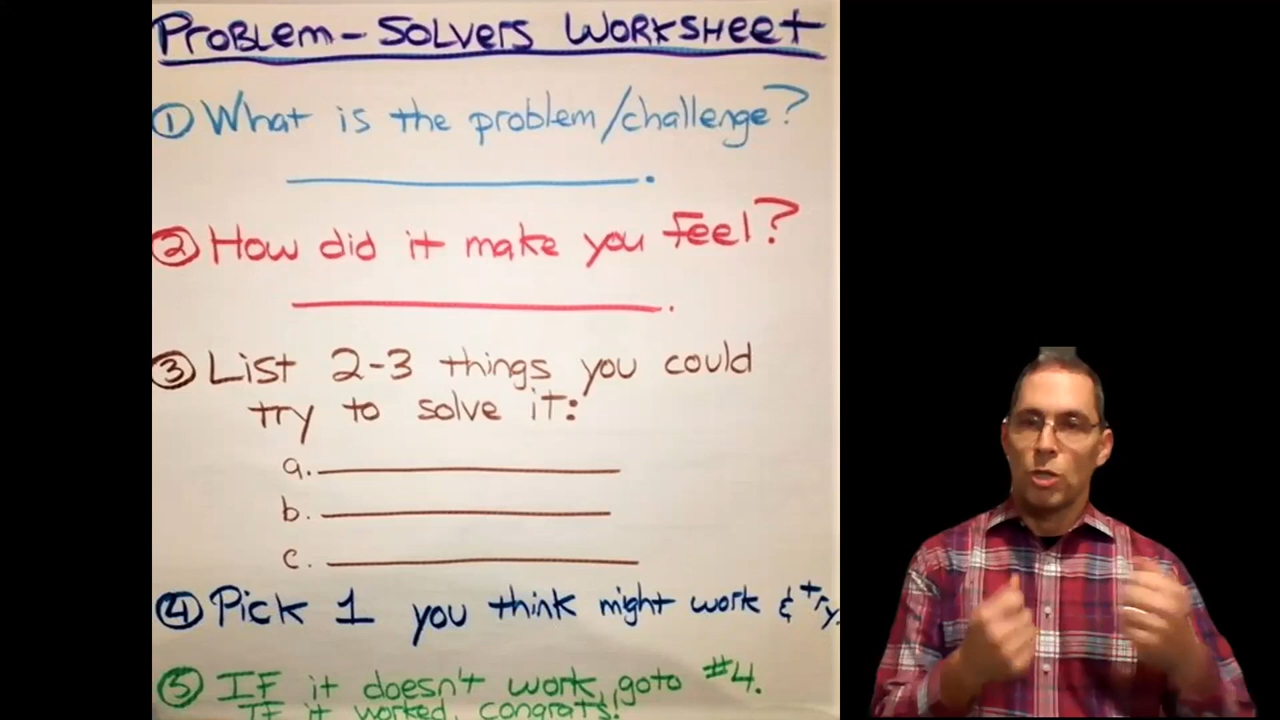 PROBLEM-SOLVERS WORKSHEET
① What is the problem/challenge?
.
② How did it make you feel?
.
③ List 2-3 things you could
try to solve it:
a.
b.
c.
④ Pick 1 you think might work & try.
⑤ IF it doesn't work, goto #4.
IF it worked, congrats!